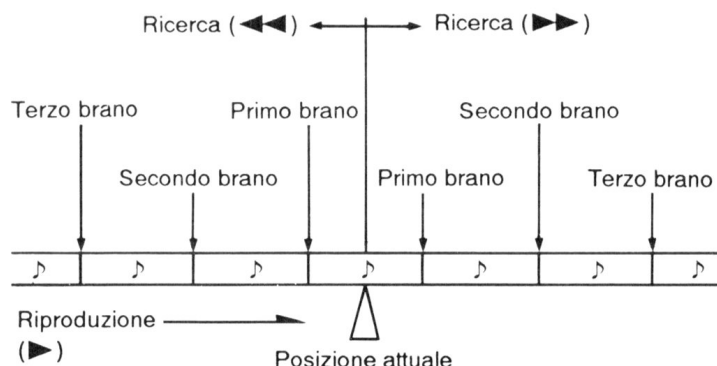 Ricerca (◀◀)
Ricerca (▶▶)
Terzo brano
Primo brano
Secondo brano
Secondo brano
Primo brano
Terzo brano
Riproduzione
(▶)
Posizione attuale